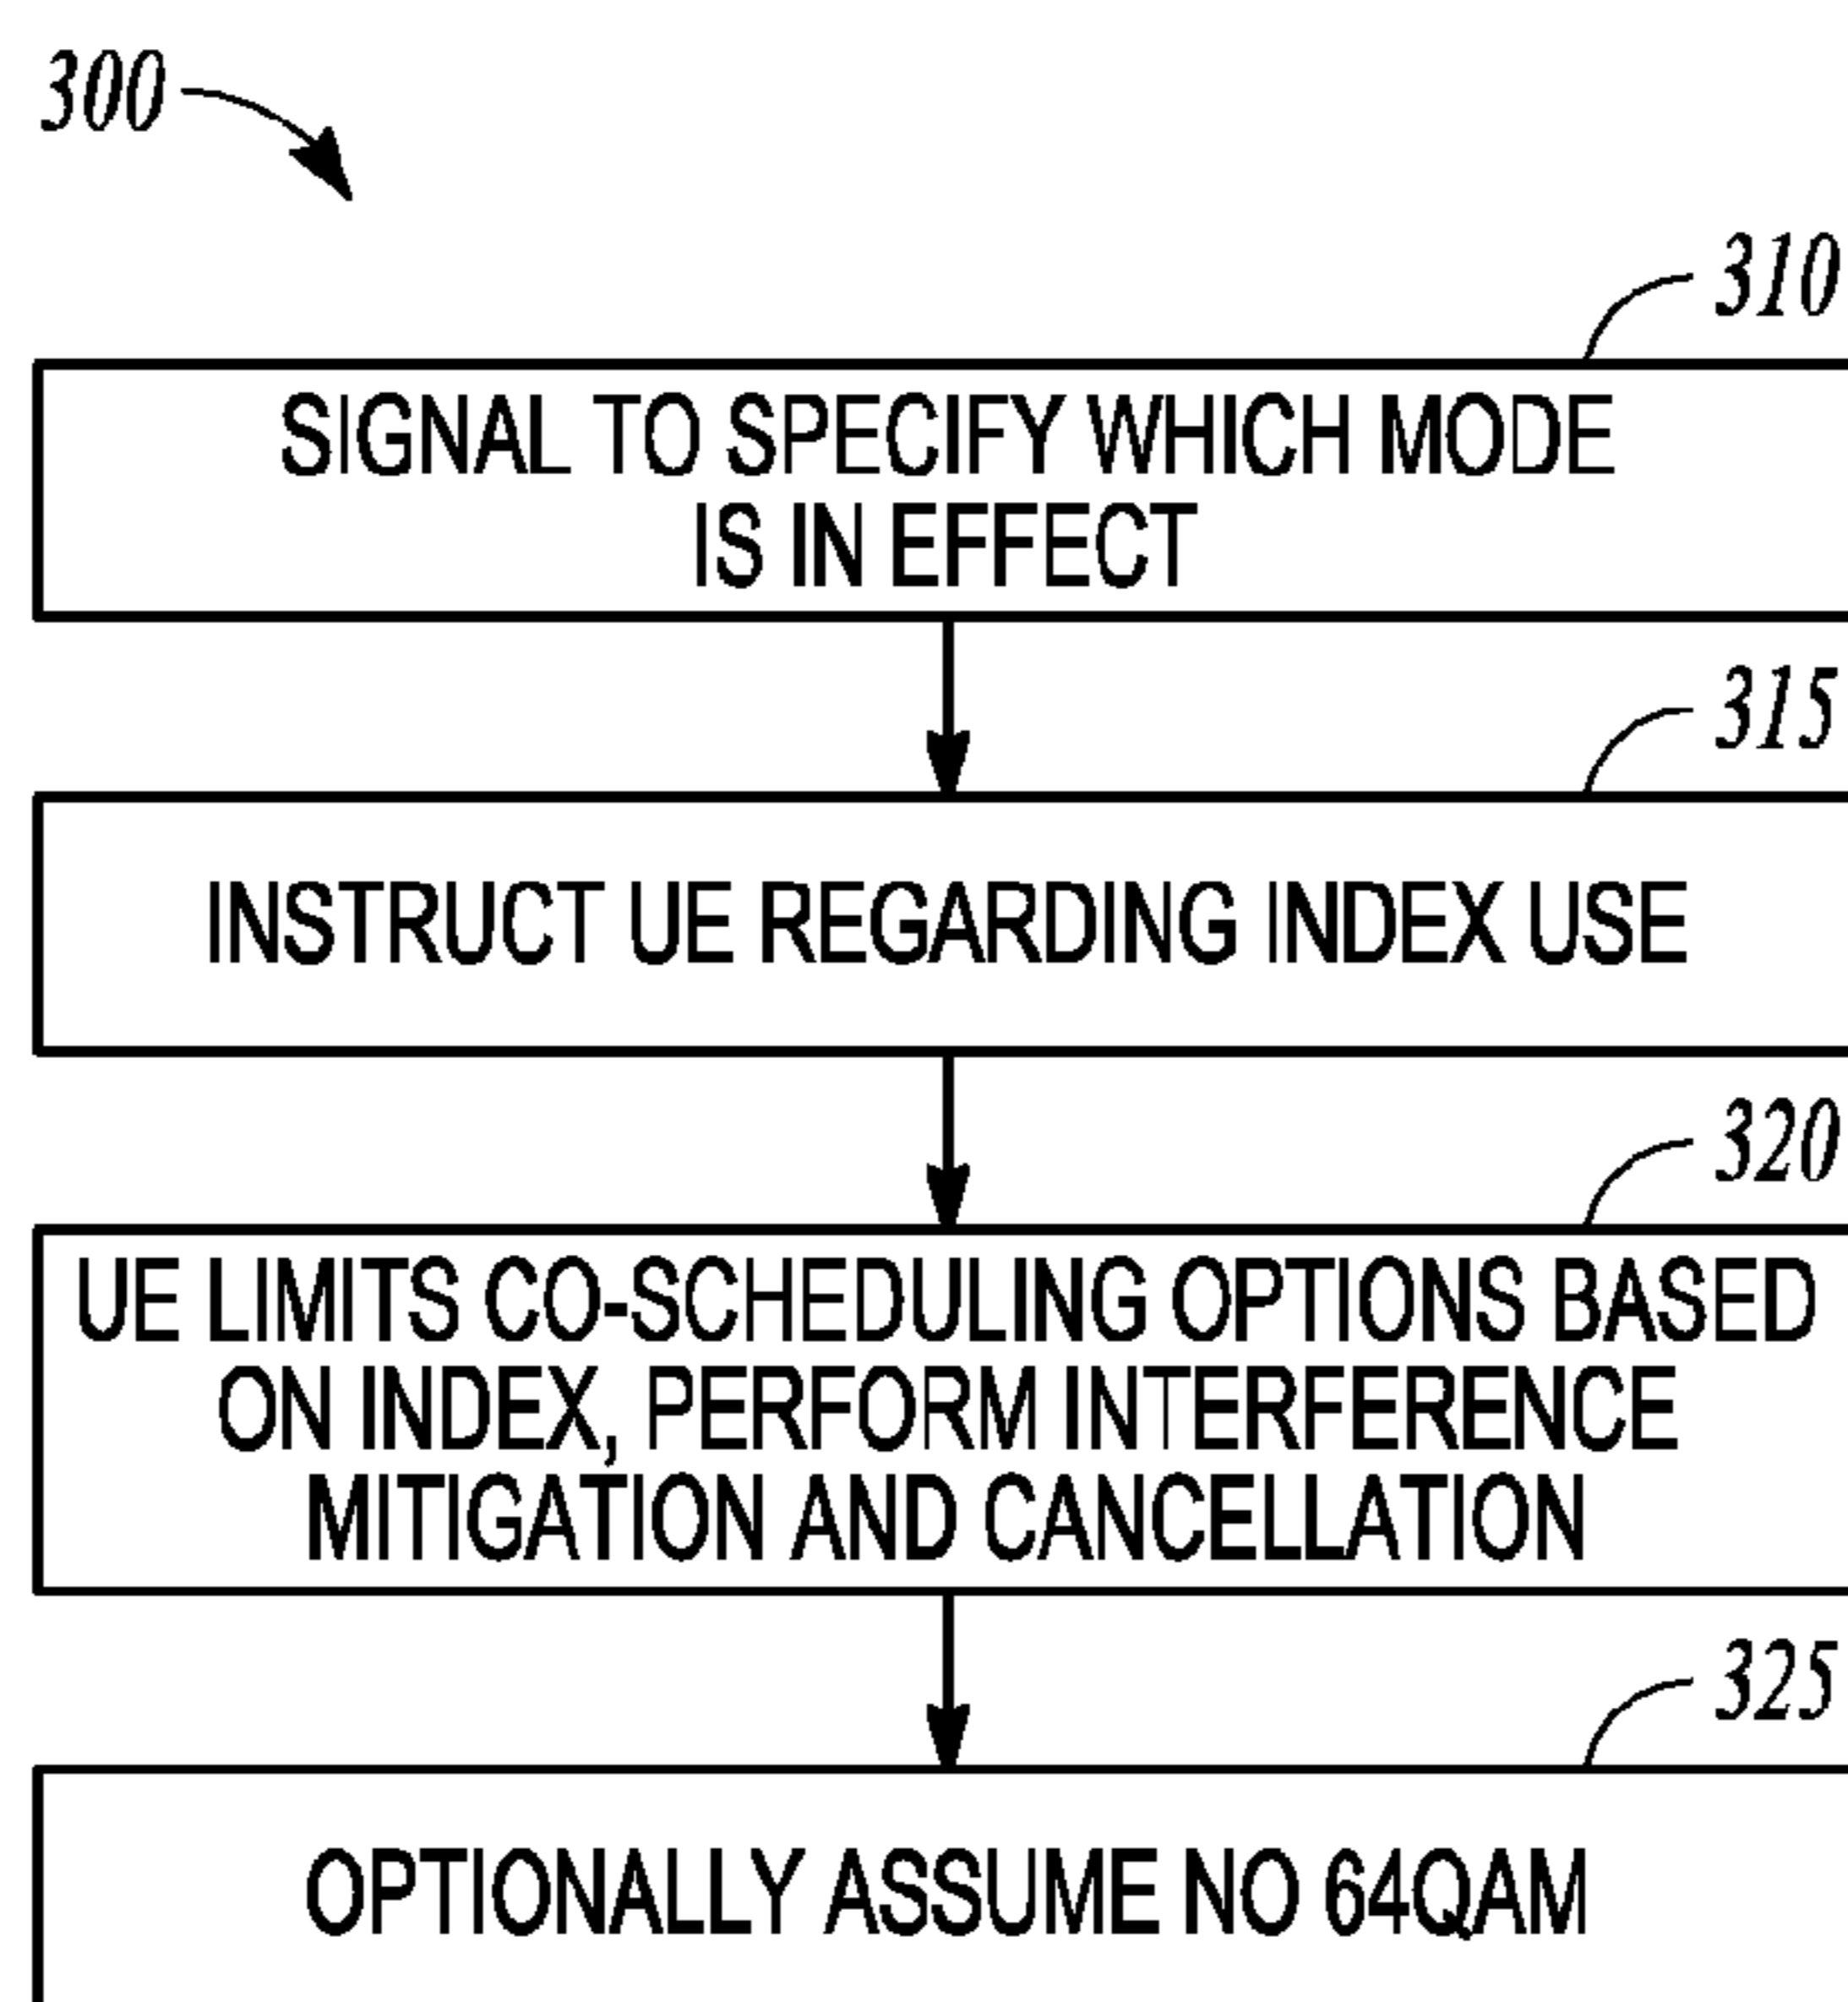 300
310
SIGNAL TO SPECIFY WHICH MODE
IS IN EFFECT
315
INSTRUCT UE REGARDING INDEX USE
320
UE LIMITS CO-SCHEDULING OPTIONS BASED
ON INDEX, PERFORM INTERFERENCE
MITIGATION AND CANCELLATION
325
OPTIONALLY ASSUME NO 64QAM